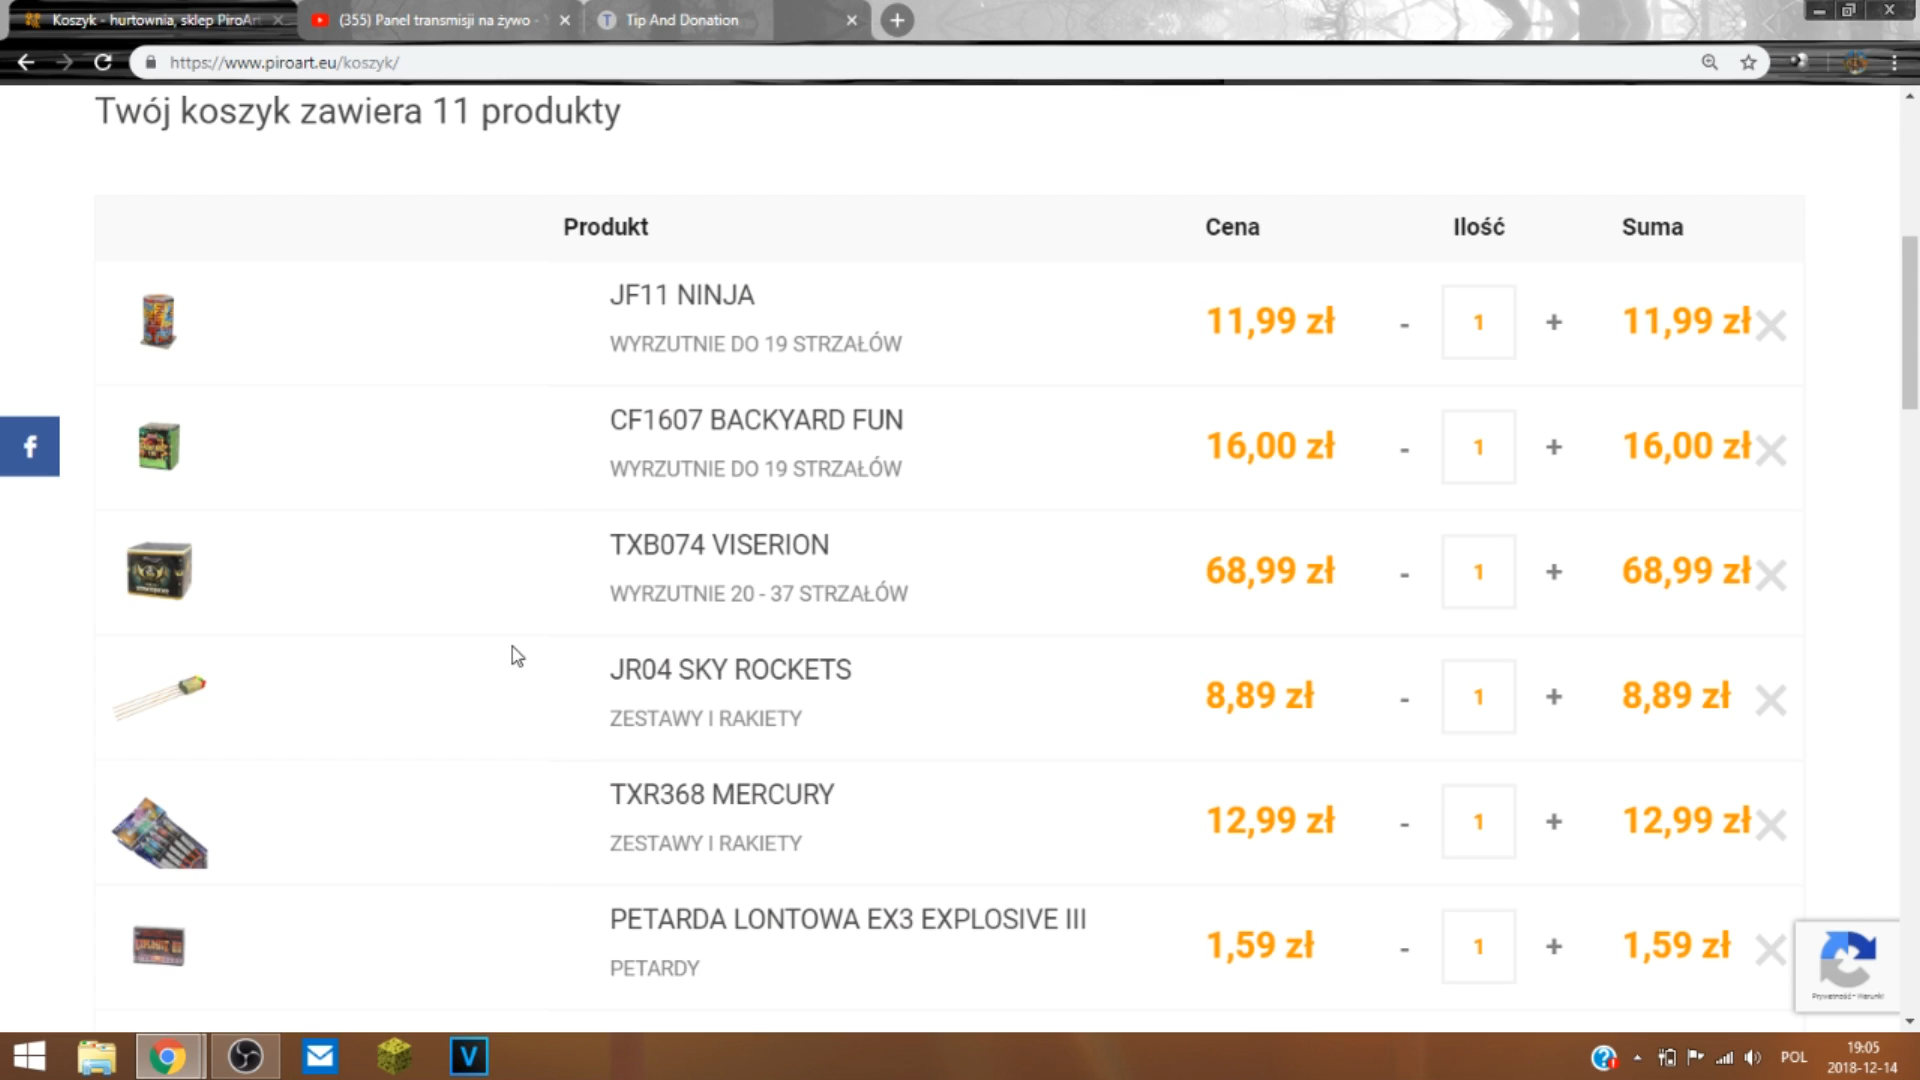 Koszyk - hurtownia, sklep PiroArt
(355) Panel transmisji na żywo - Y
Tip And Donation
https://www.piroart.eu/koszyk/
Twój koszyk zawiera 11 produkty
Produkt Cena Ilość Suma
JF11 NINJA
WYRZUTNIE DO 19 STRZAŁÓW
11,99 zł - 1 + 11,99 zł
CF1607 BACKYARD FUN
WYRZUTNIE DO 19 STRZAŁÓW
16,00 zł - 1 + 16,00 zł
TXB074 VISERION
WYRZUTNIE 20 - 37 STRZAŁÓW
68,99 zł - 1 + 68,99 zł
JR04 SKY ROCKETS
ZESTAWY I RAKIETY
8,89 zł - 1 + 8,89 zł
TXR368 MERCURY
ZESTAWY I RAKIETY
12,99 zł - 1 + 12,99 zł
PETARDA LONTOWA EX3 EXPLOSIVE III
PETARDY
1,59 zł - 1 + 1,59 zł
Prywatność • Warunki
POL
19:05
2018-12-14